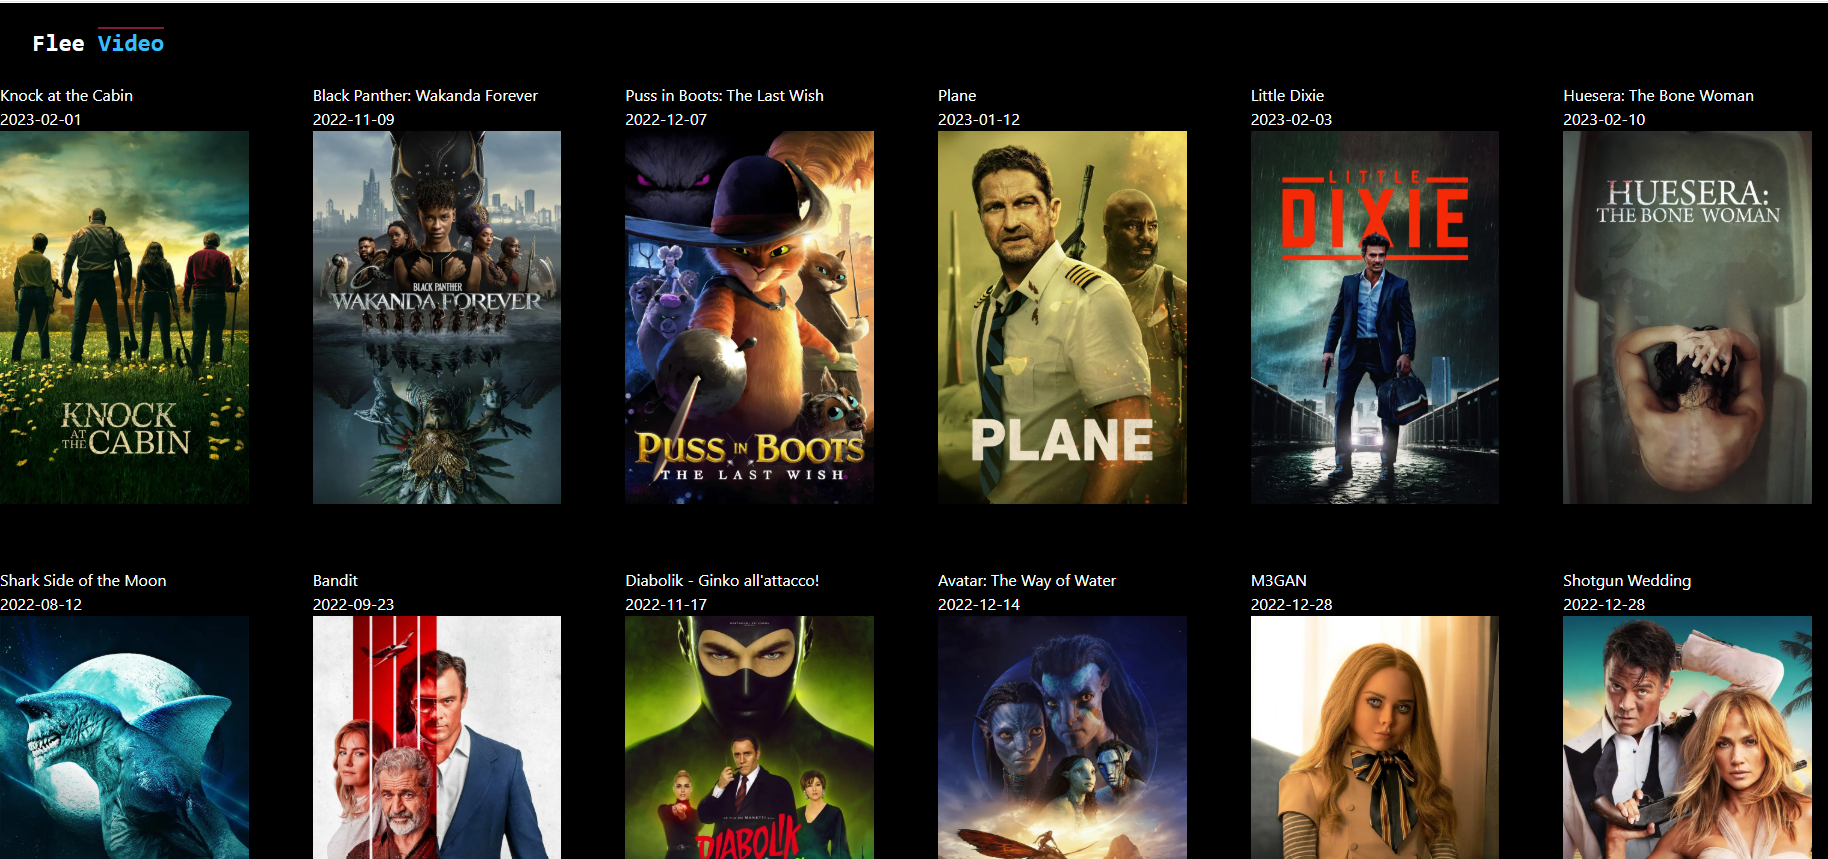 Flee Video
Knock at the Cabin
2023-02-01
KNOCK
AT
THE CABIN
Black Panther: Wakanda Forever
2022-11-09
BLACK PANTHER
WAKANDA FOREVER
Puss in Boots: The Last Wish
2022-12-07
PUSS IN BOOTS
THE LAST WISH
Plane
2023-01-12
PLANE
Little Dixie
2023-02-03
LITTLE
DIXIE
Huesera: The Bone Woman
2023-02-10
HUESERA:
THE BONE WOMAN
Shark Side of the Moon
2022-08-12
Bandit
2022-09-23
Diabolik - Ginko all'attacco!
2022-11-17
DIABOLIK
Avatar: The Way of Water
2022-12-14
M3GAN
2022-12-28
Shotgun Wedding
2022-12-28